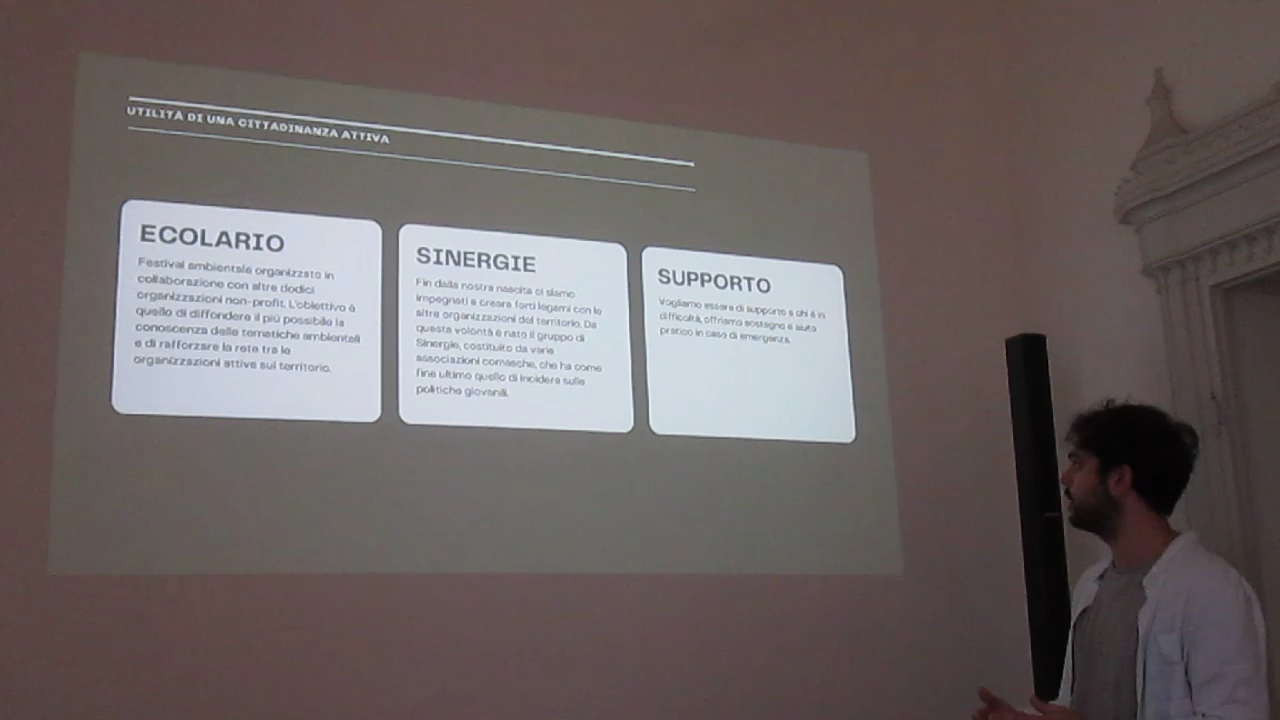 UTILITÀ DI UNA CITTADINANZA ATTIVA
ECOLARIO
Festival ambientale organizzato in
collaborazione con altre dodici
organizzazioni non-profit. L'obiettivo è
quello di diffondere il più possibile la
conoscenza delle tematiche ambientali
e di rafforzare la rete tra le
organizzazioni attive sul territorio.
SINERGIE
Fin dalla nostra nascita ci siamo
impegnati a creare forti legami con le
altre organizzazioni del territorio. Da
questa volontà è nato il gruppo di
Sinergie, costituito da varie
associazioni comasche, che ha come
fine ultimo quello di incidere sulle
politiche giovanili.
SUPPORTO
Vogliamo essere di supporto a chi è in
difficoltà, offriamo sostegno e aiuto
pratico in caso di emergenza.